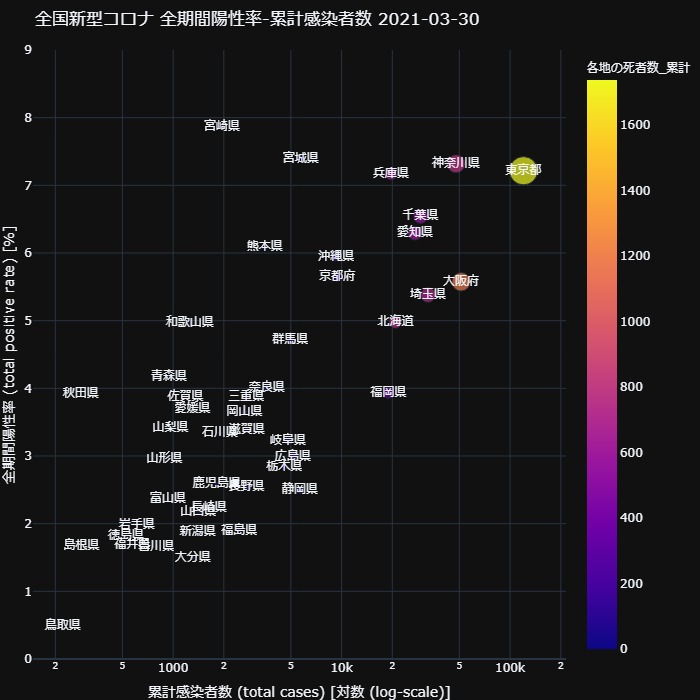 全国新型コロナ 全期間陽性率-累計感染者数 2021-03-30
各地の死者数_累計
1600
1400
1200
1000
800
600
400
200
0
全期間陽性率 (total positive rate) [%]
9
8
7
6
5
4
3
2
1
0
宮崎県
宮城県
神奈川県
兵庫県
東京都
千葉県
愛知県
熊本県
沖縄県
京都府
大阪府
埼玉県
和歌山県
北海道
群馬県
青森県
奈良県
秋田県
佐賀県
三重県
福岡県
愛媛県
岡山県
山梨県
石川県
滋賀県
岐阜県
山形県
広島県
栃木県
鹿児島県
長野県
静岡県
富山県
長崎県
山口県
岩手県
新潟県
福島県
徳島県
島根県
福井県
香川県
大分県
鳥取県
2
5
1000
2
5
10k
2
5
100k
2
累計感染者数 (total cases) [対数 (log-scale)]